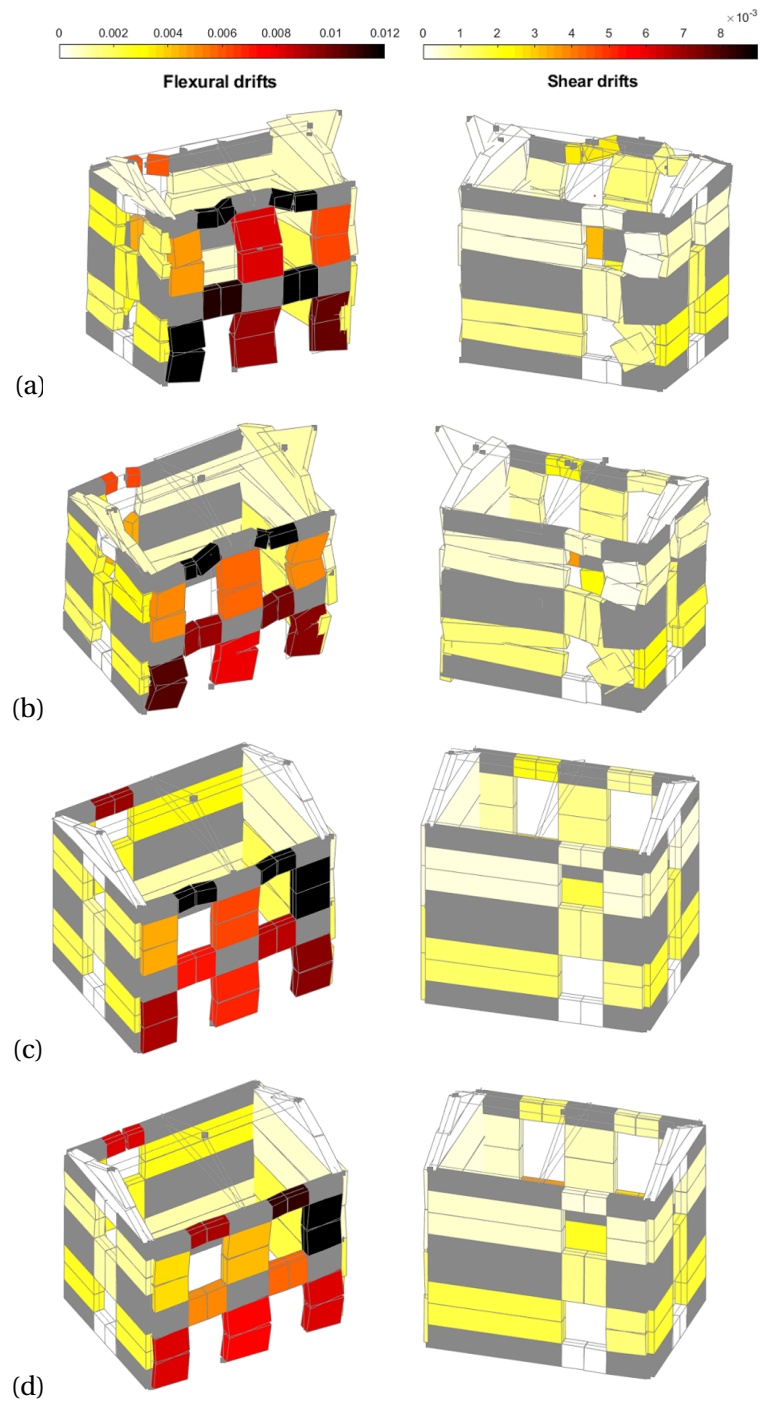 ×10⁻³
0 0.002 0.004 0.006 0.008 0.01 0.012
0 1 2 3 4 5 6 7 8
Flexural drifts
Shear drifts
(a)
(b)
(c)
(d)